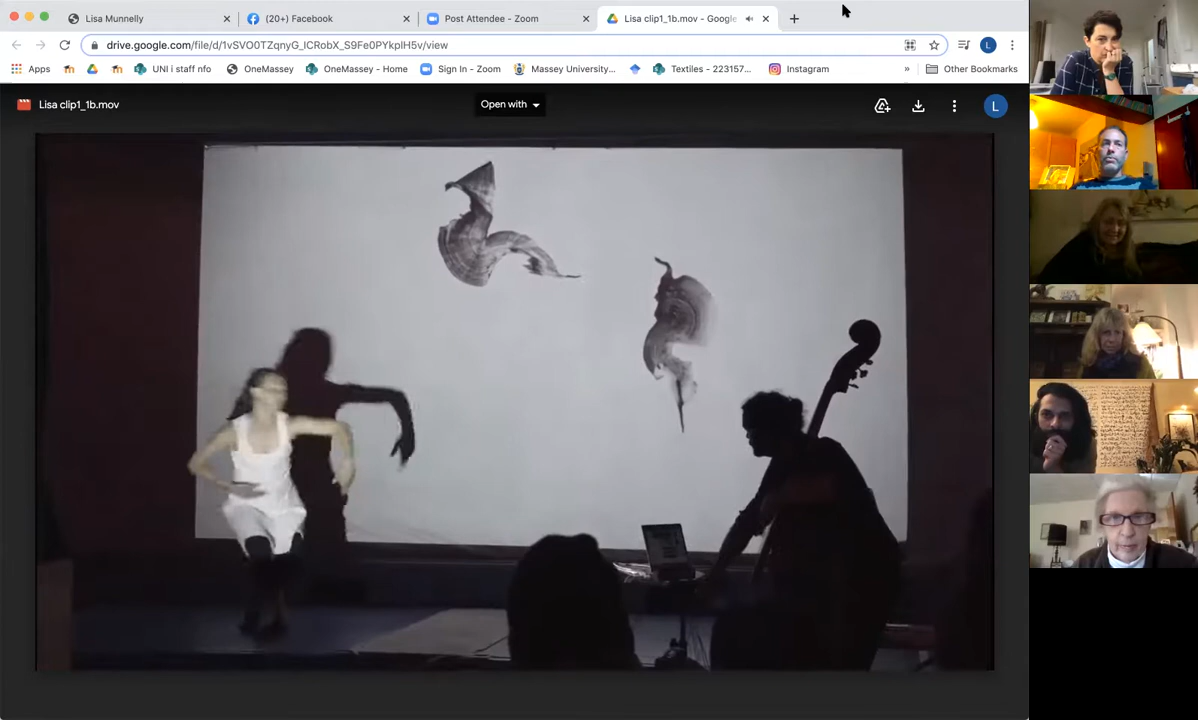 Lisa Munnelly
(20+) Facebook
Post Attendee - Zoom
Lisa clip1_1b.mov - Google
drive.google.com/file/d/1vSVO0TZqnyG_ICRobX_S9Fe0PYkpIH5v/view
L
Apps
UNI i staff nfo
OneMassey
OneMassey - Home
Sign In - Zoom
Massey University...
Textiles - 223157...
Instagram
»
Other Bookmarks
Lisa clip1_1b.mov
Open with
L